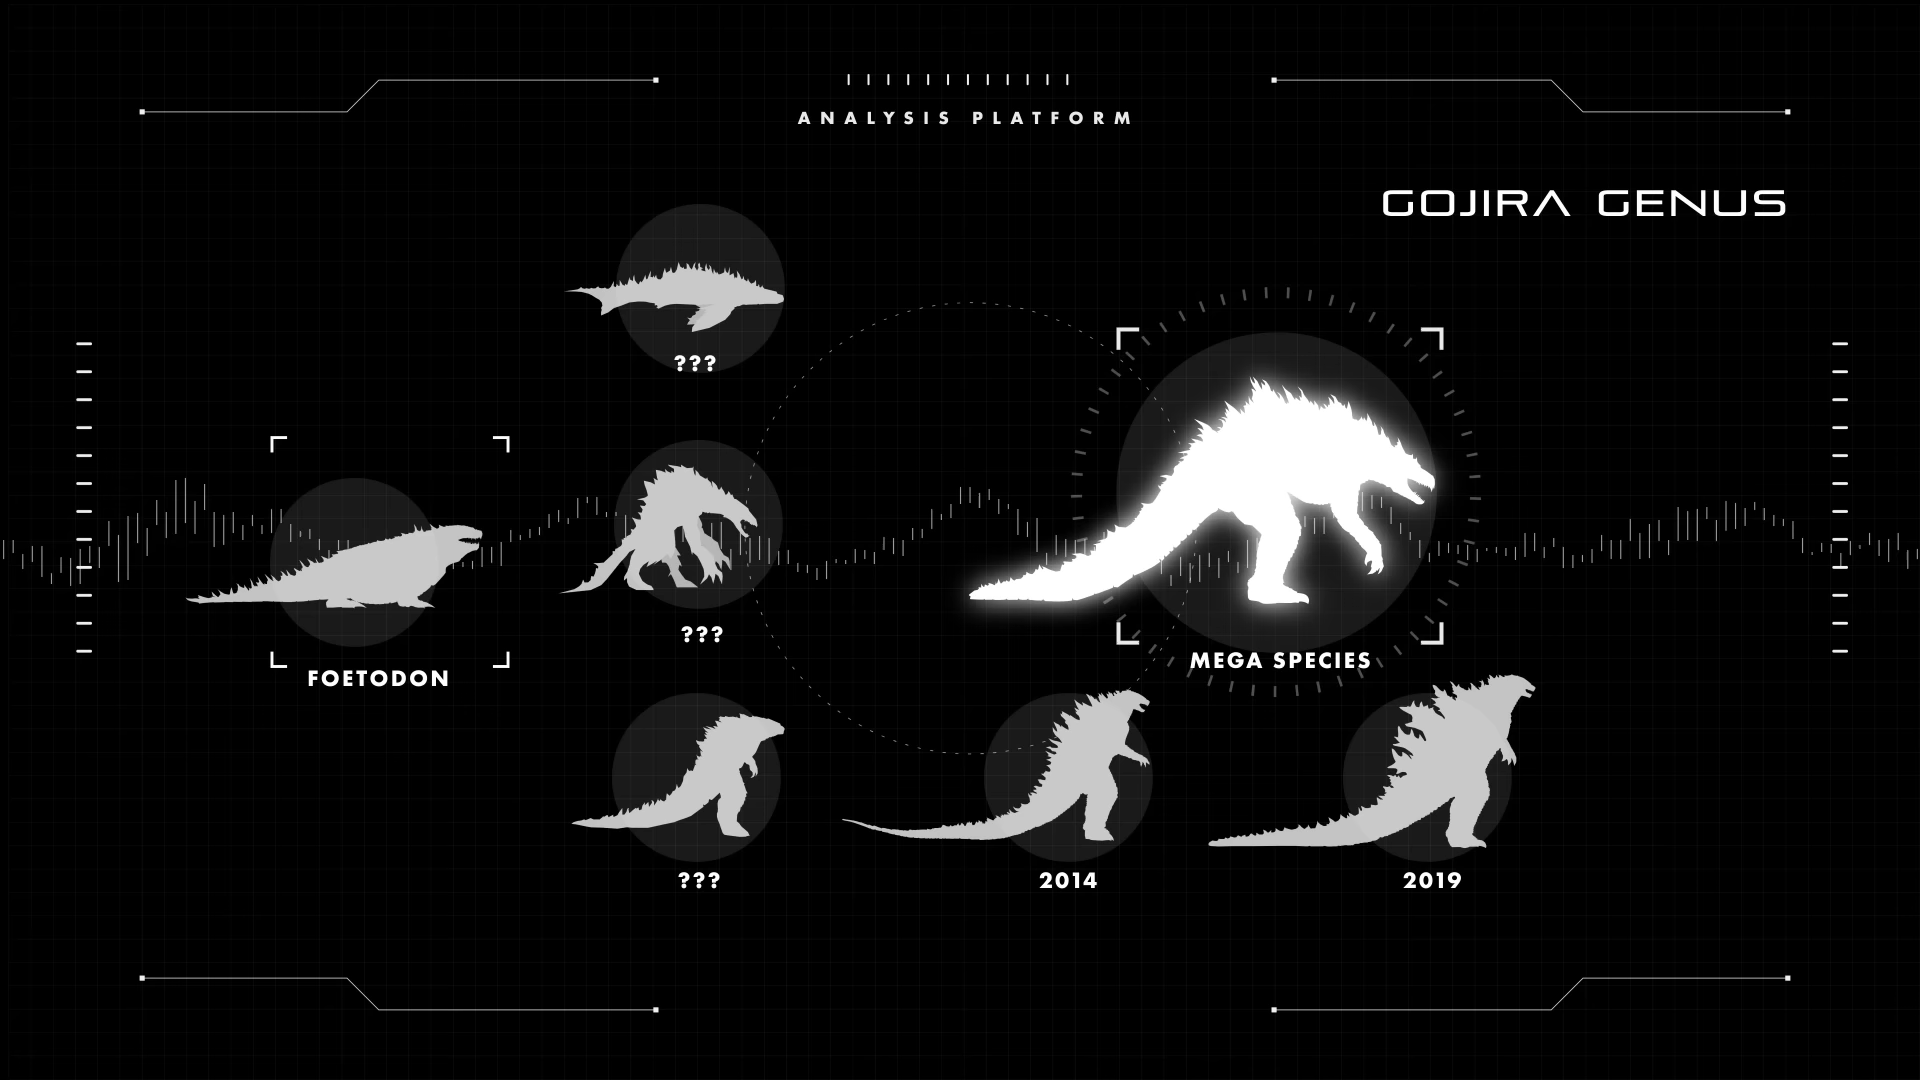 ANALYSIS PLATFORM
GOJIRA GENUS
???
FOETODON
???
MEGA SPECIES
???
2014
2019